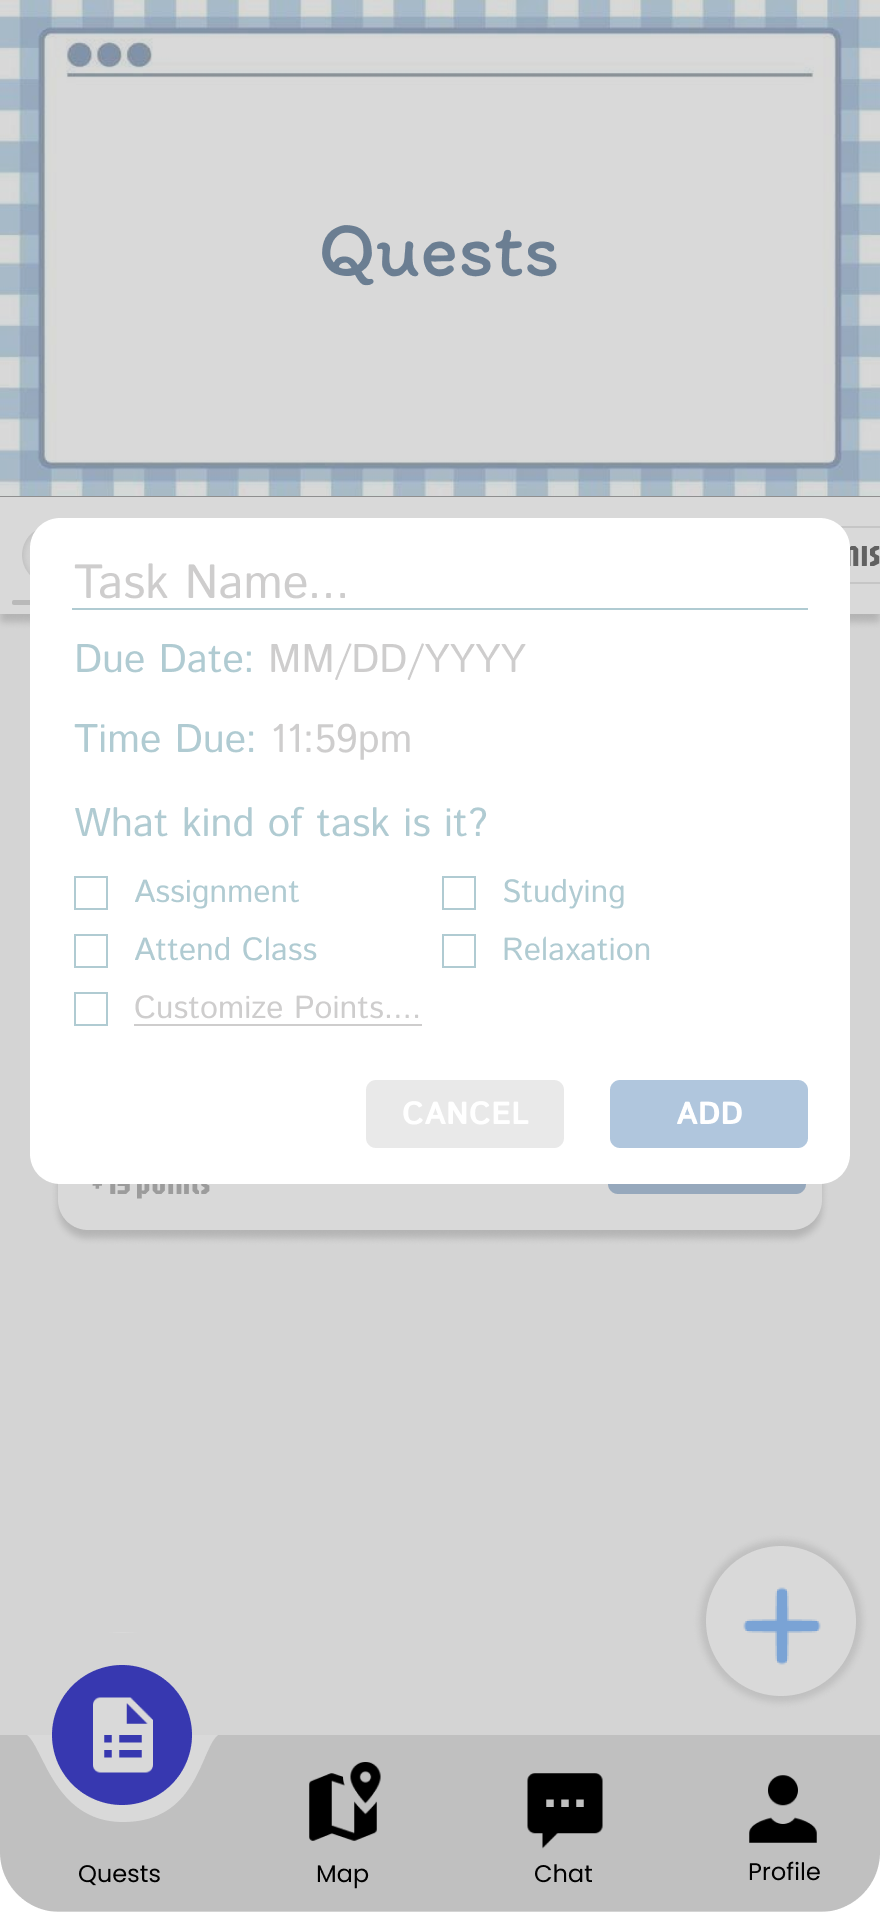 Quests
Task Name...
Due Date: MM/DD/YYYY
Time Due: 11:59pm
What kind of task is it?
Assignment
Studying
Attend Class
Relaxation
Customize Points....
CANCEL
ADD
+ 15 points
Quests
Map
Chat
Profile